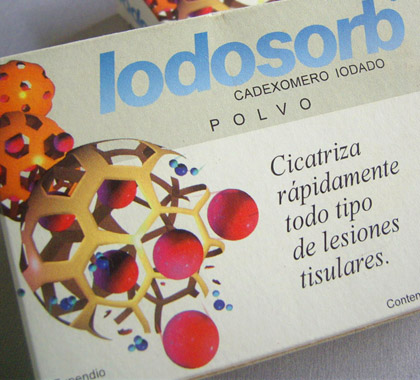 Iodosorb
CADEXOMERO IODADO
POLVO
Cicatriza
rápidamente
todo tipo
de lesiones
tisulares.